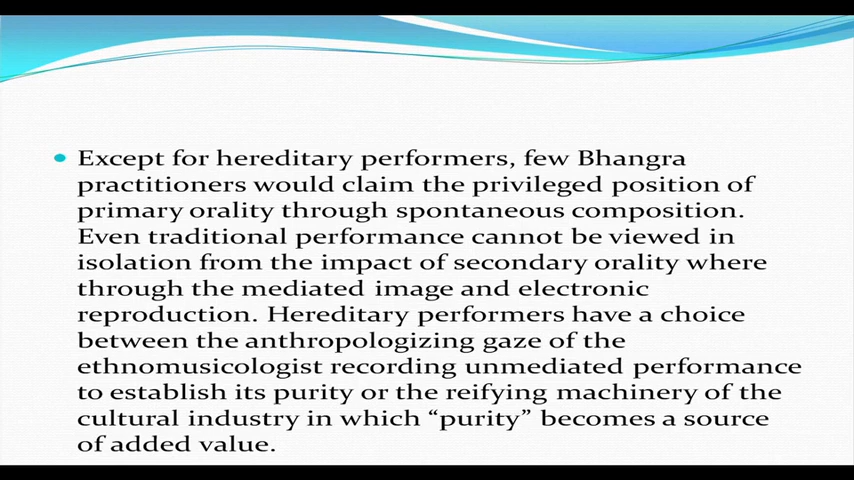 Except for hereditary performers, few Bhangra
practitioners would claim the privileged position of
primary orality through spontaneous composition.
Even traditional performance cannot be viewed in
isolation from the impact of secondary orality where
through the mediated image and electronic
reproduction. Hereditary performers have a choice
between the anthropologizing gaze of the
ethnomusicologist recording unmediated performance
to establish its purity or the reifying machinery of the
cultural industry in which “purity” becomes a source
of added value.